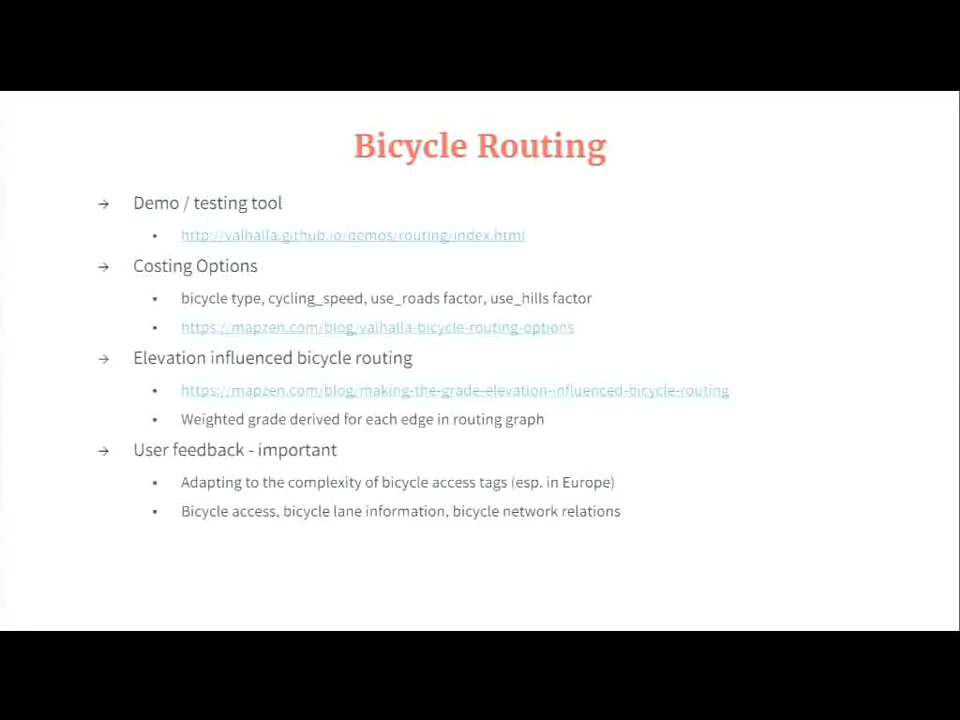 Bicycle Routing
→ Demo / testing tool
▪ http://valhalla.github.io/demos/routing/index.html
→ Costing Options
▪ bicycle type, cycling_speed, use_roads factor, use_hills factor
▪ https://mapzen.com/blog/valhalla-bicycle-routing-options
→ Elevation influenced bicycle routing
▪ https://mapzen.com/blog/making-the-grade-elevation-influenced-bicycle-routing
▪ Weighted grade derived for each edge in routing graph
→ User feedback - important
▪ Adapting to the complexity of bicycle access tags (esp. in Europe)
▪ Bicycle access, bicycle lane information, bicycle network relations